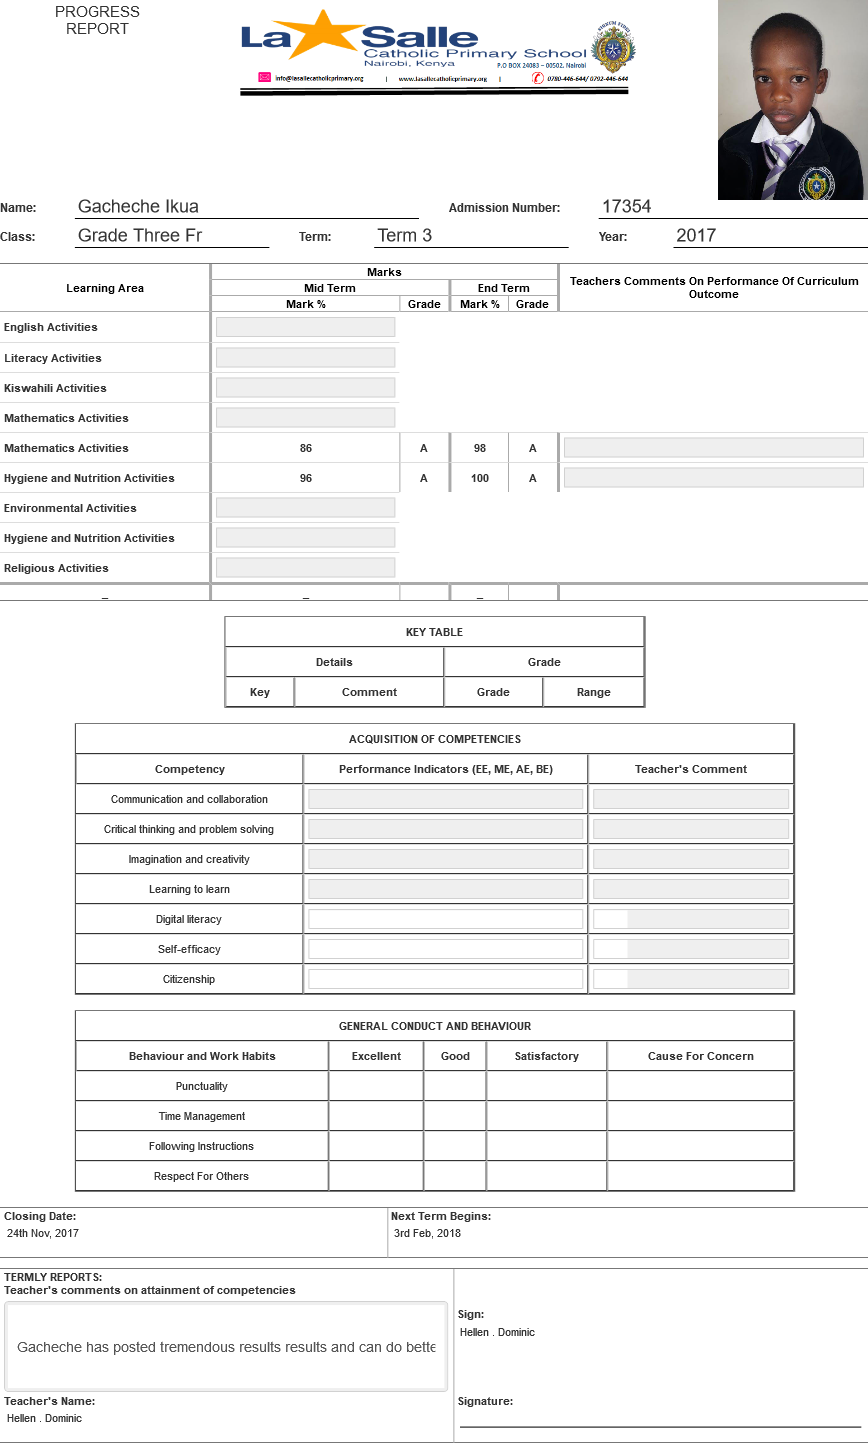 PROGRESS
REPORT
La Salle
Catholic Primary School
Nairobi, Kenya
P.O BOX 24083 – 00502, Nairobi
info@lasallecatholicprimary.org | www.lasallecatholicprimary.org | 0780-446-644/ 0792-446-644
Name: Gacheche Ikua Admission Number: 17354
Class: Grade Three Fr Term: Term 3 Year: 2017
Learning Area Marks Teachers Comments On Performance Of Curriculum Outcome
Mid Term End Term
Mark % Grade Mark % Grade
English Activities
Literacy Activities
Kiswahili Activities
Mathematics Activities
Mathematics Activities 86 A 98 A
Hygiene and Nutrition Activities 96 A 100 A
Environmental Activities
Hygiene and Nutrition Activities
Religious Activities
_ _ _
KEY TABLE
Details Grade
Key Comment Grade Range
ACQUISITION OF COMPETENCIES
Competency Performance Indicators (EE, ME, AE, BE) Teacher's Comment
Communication and collaboration
Critical thinking and problem solving
Imagination and creativity
Learning to learn
Digital literacy
Self-efficacy
Citizenship
GENERAL CONDUCT AND BEHAVIOUR
Behaviour and Work Habits Excellent Good Satisfactory Cause For Concern
Punctuality
Time Management
Following Instructions
Respect For Others
Closing Date: Next Term Begins:
24th Nov, 2017 3rd Feb, 2018
TERMLY REPORTS:
Teacher's comments on attainment of competencies
Gacheche has posted tremendous results results and can do bette
Sign:
Hellen . Dominic
Teacher's Name: Signature:
Hellen . Dominic